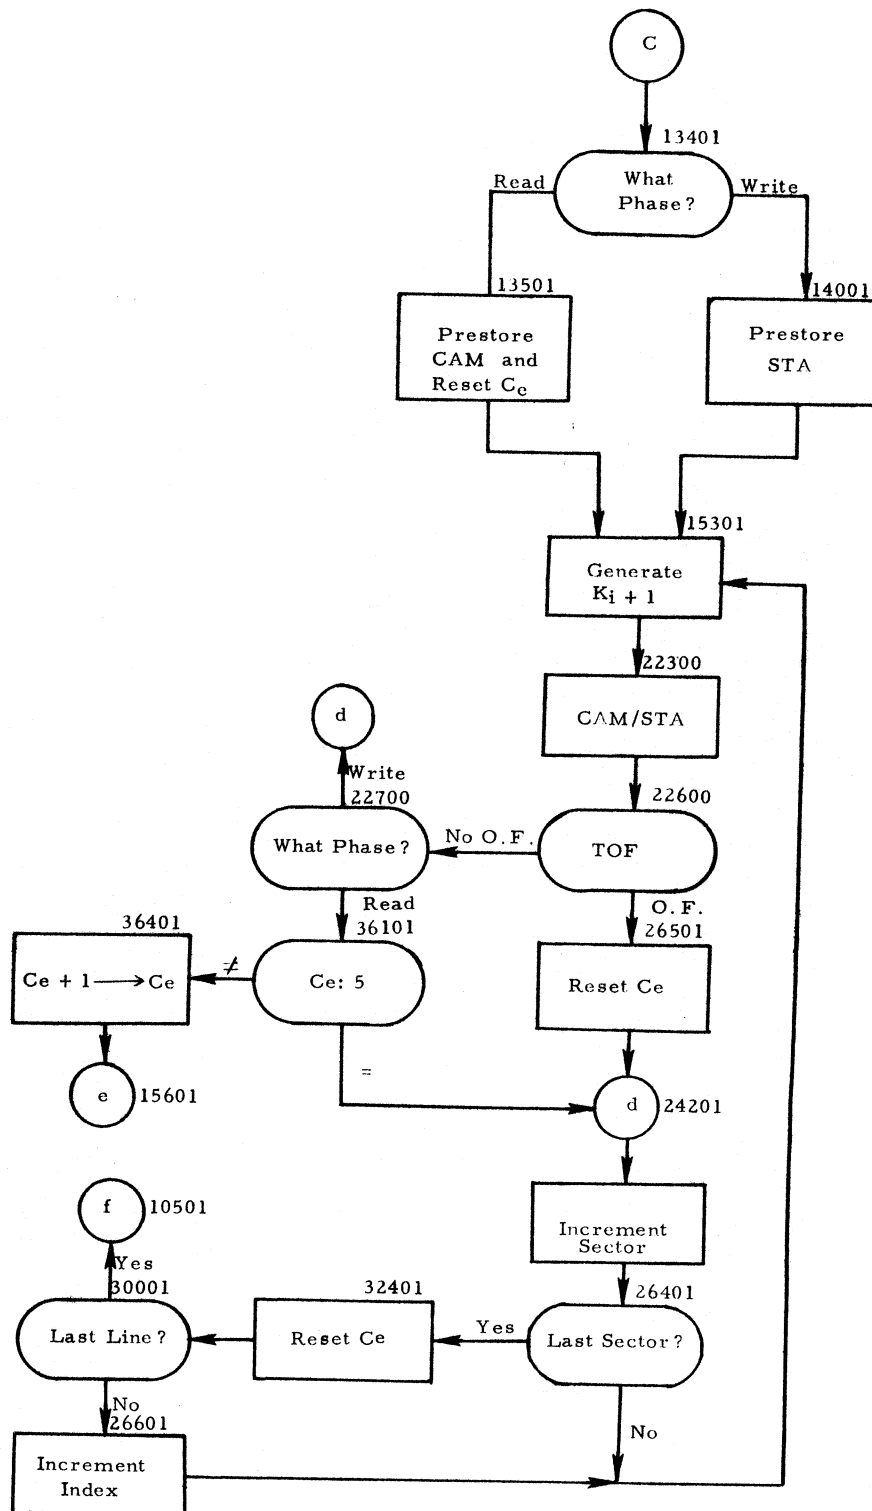 C
13401
What
Phase?
Read
Write
13501
14001
Prestore
CAM and
Reset Cc
Prestore
STA
15301
Generate
Ki + 1
22300
CAM/STA
d
Write
22700
22600
What Phase?
No O.F.
TOF
Read
36101
O.F.
26501
36401
Ce + 1 ⟶ Ce
≠
Ce: 5
Reset Ce
=
e 15601
d 24201
f 10501
Increment
Sector
Yes
30001
32401
26401
Last Line?
Reset Ce
Yes
Last Sector?
No
26601
No
Increment
Index